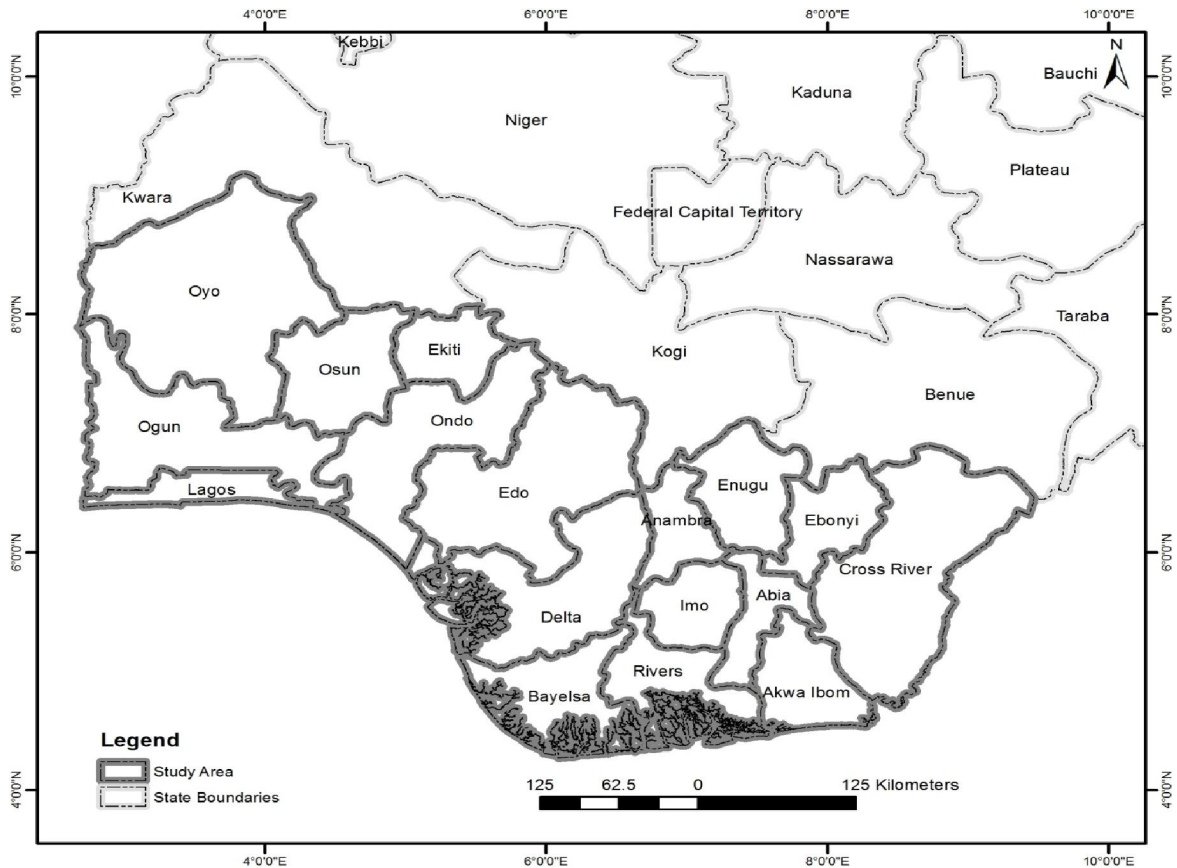 4°0'0"E 6°0'0"E 8°0'0"E 10°0'0"E
Kebbi
N
10°0'0"N
10°0'0"N
Bauchi
Kaduna
Niger
Plateau
Kwara
Federal Capital Territory
Nassarawa
Oyo
8°0'0"N
8°0'0"N
Taraba
Ekiti
Kogi
Osun
Benue
Ondo
Ogun
Enugu
Lagos
Edo
Anambra
Ebonyi
6°0'0"N
6°0'0"N
Cross River
Abia
Imo
Delta
Rivers
Bayelsa
Akwa Ibom
Legend
Study Area
State Boundaries
125 62.5 0 125 Kilometers
4°0'0"N
4°0'0"N
4°0'0"E 6°0'0"E 8°0'0"E 10°0'0"E